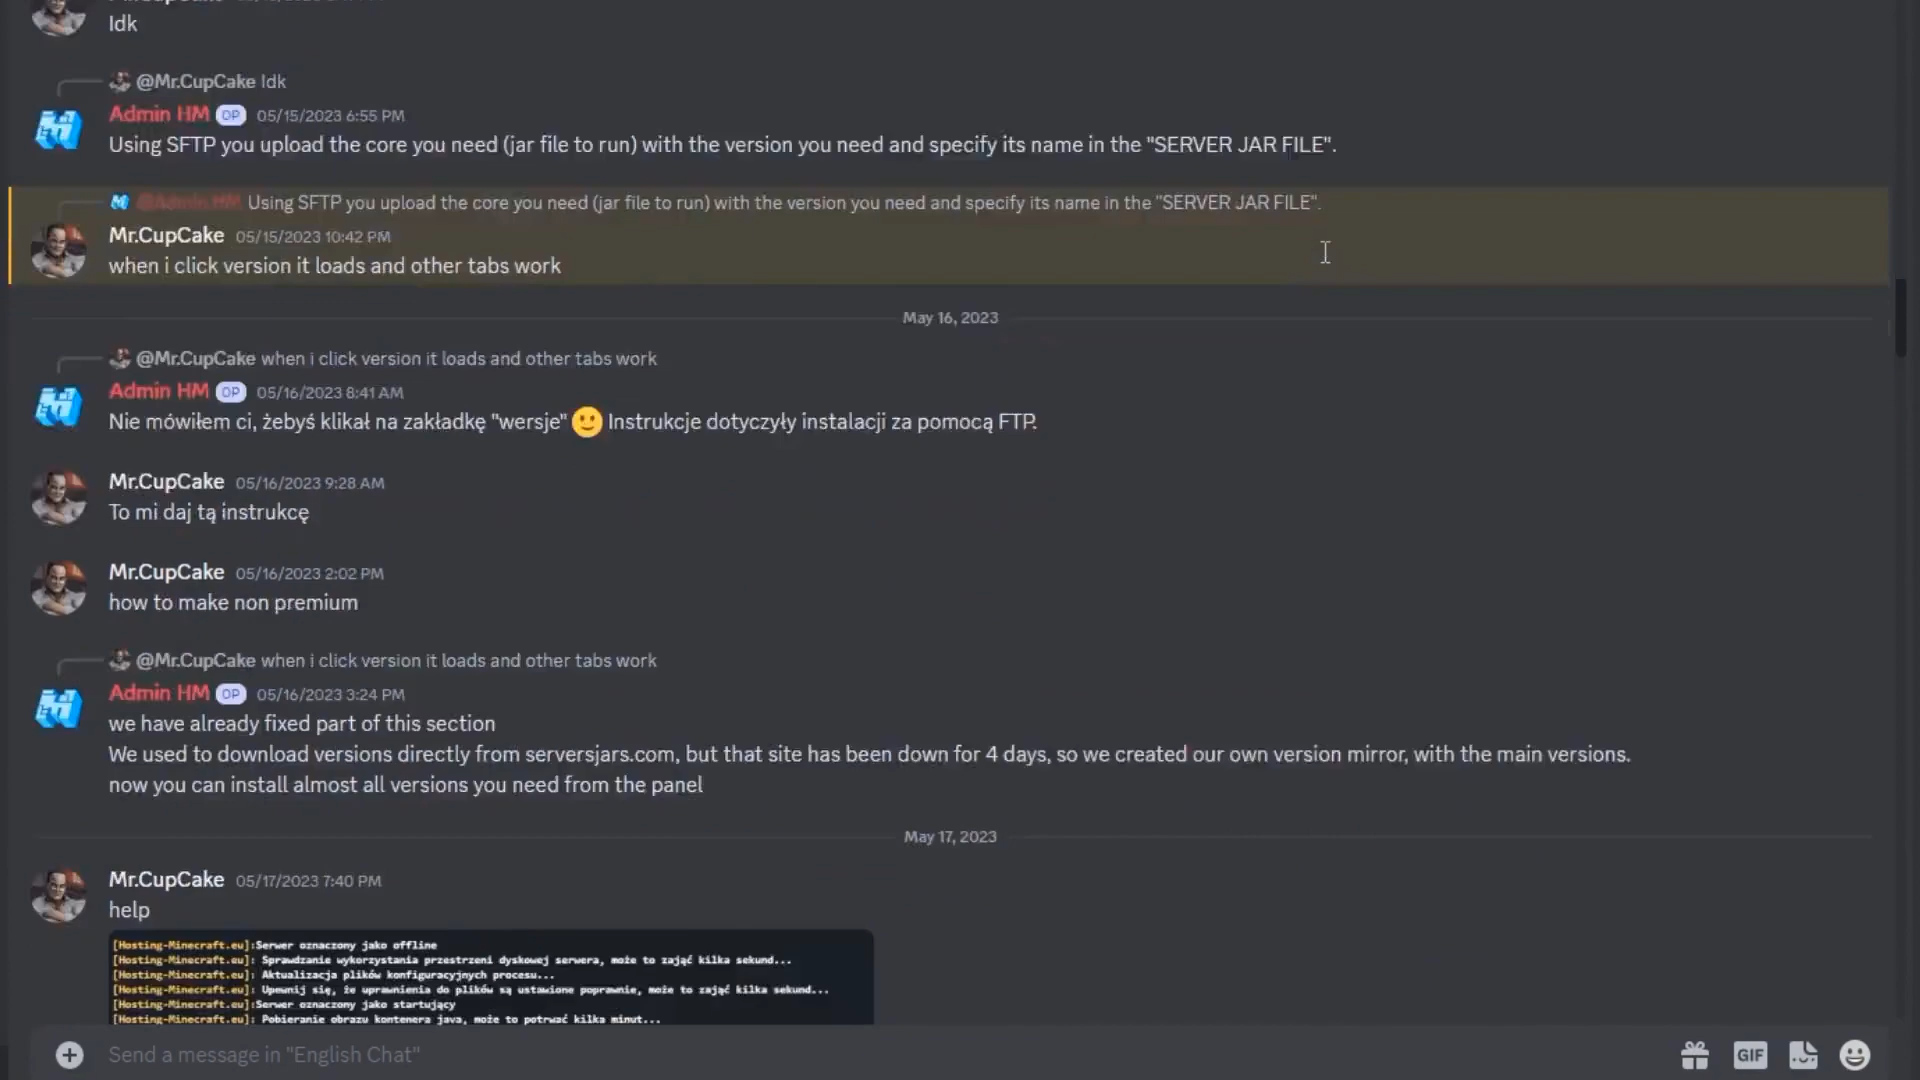 Idk
@Mr.CupCake Idk
Admin HM OP 05/15/2023 6:55 PM
Using SFTP you upload the core you need (jar file to run) with the version you need and specify its name in the "SERVER JAR FILE".
@Admin HM Using SFTP you upload the core you need (jar file to run) with the version you need and specify its name in the "SERVER JAR FILE".
Mr.CupCake 05/15/2023 10:42 PM
when i click version it loads and other tabs work
May 16, 2023
@Mr.CupCake when i click version it loads and other tabs work
Admin HM OP 05/16/2023 8:41 AM
Nie mówiłem ci, żebyś klikał na zakładkę "wersje" 🙂 Instrukcje dotyczyły instalacji za pomocą FTP.
Mr.CupCake 05/16/2023 9:28 AM
To mi daj tą instrukcę
Mr.CupCake 05/16/2023 2:02 PM
how to make non premium
@Mr.CupCake when i click version it loads and other tabs work
Admin HM OP 05/16/2023 3:24 PM
we have already fixed part of this section
We used to download versions directly from serversjars.com, but that site has been down for 4 days, so we created our own version mirror, with the main versions.
now you can install almost all versions you need from the panel
May 17, 2023
Mr.CupCake 05/17/2023 7:40 PM
help
[Hosting-Minecraft.eu]:Serwer oznaczony jako offline
[Hosting-Minecraft.eu]: Sprawdzanie wykorzystania przestrzeni dyskowej serwera, może to zająć kilka sekund...
[Hosting-Minecraft.eu]: Aktualizacja plików konfiguracyjnych procesu...
[Hosting-Minecraft.eu]: Upewnij się, że uprawnienia do plików są ustawione poprawnie, może to zająć kilka sekund...
[Hosting-Minecraft.eu]:Serwer oznaczony jako startujący
[Hosting-Minecraft.eu]: Pobieranie obrazu kontenera java, może to potrwać kilka minut...
Send a message in "English Chat"
GIF